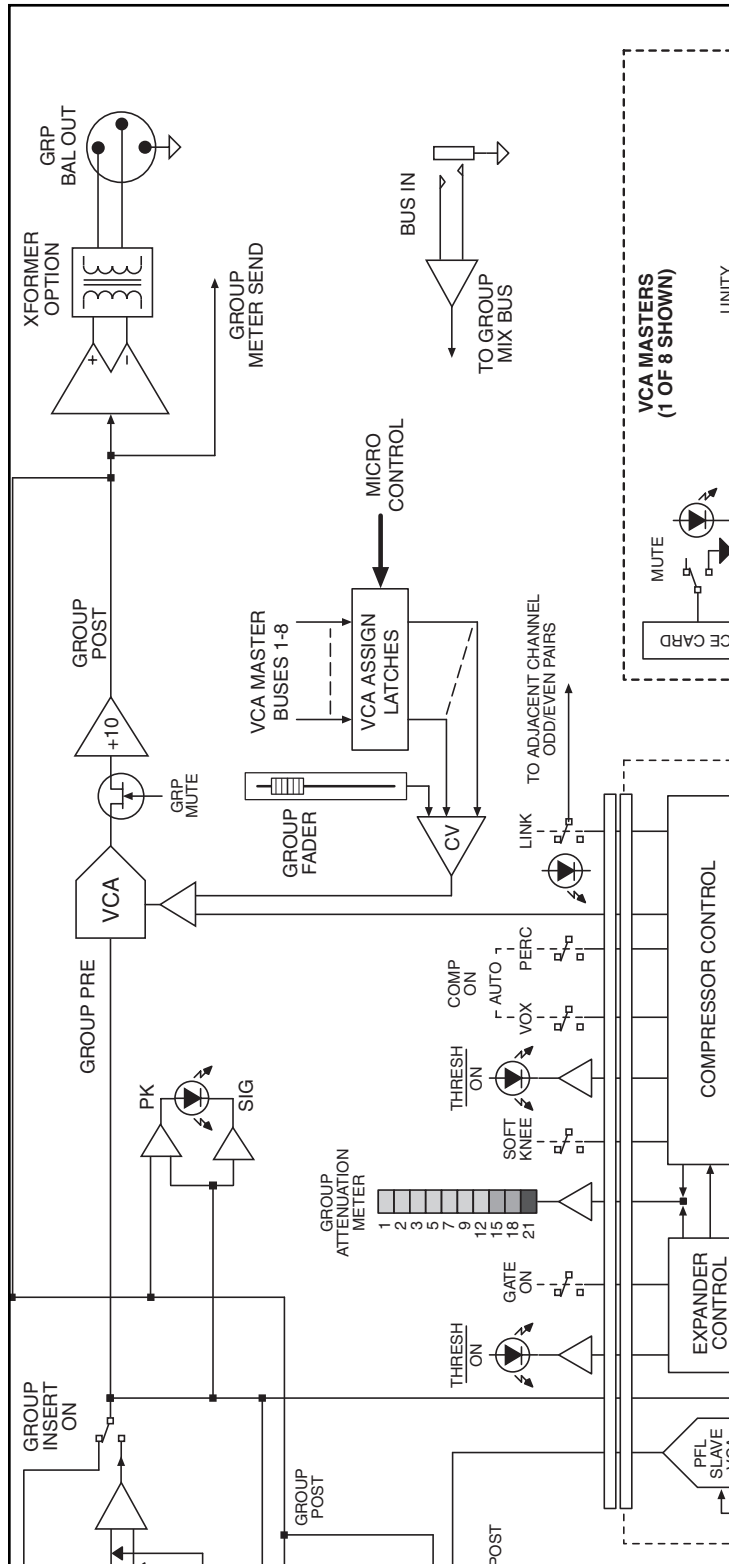 GRP
BAL OUT
XFORMER
OPTION
+
−
GROUP
METER SEND
BUS IN
TO GROUP
MIX BUS
VCA MASTERS
(1 OF 8 SHOWN)
MUTE
CE CARD
GROUP
POST
+10
GRP
MUTE
VCA
GROUP PRE
MICRO
CONTROL
VCA MASTER
BUSES 1-8
VCA ASSIGN
LATCHES
GROUP
FADER
CV
TO ADJACENT CHANNEL
ODD/EVEN PAIRS
LINK
COMP
ON
AUTO
PERC
VOX
THRESH
ON
SOFT
KNEE
COMPRESSOR CONTROL
PK
SIG
GROUP
ATTENUATION
METER
1
2
3
5
7
9
12
15
18
21
GATE
ON
THRESH
ON
EXPANDER
CONTROL
GROUP
INSERT
ON
GROUP
POST
POST
PFL
SLAVE